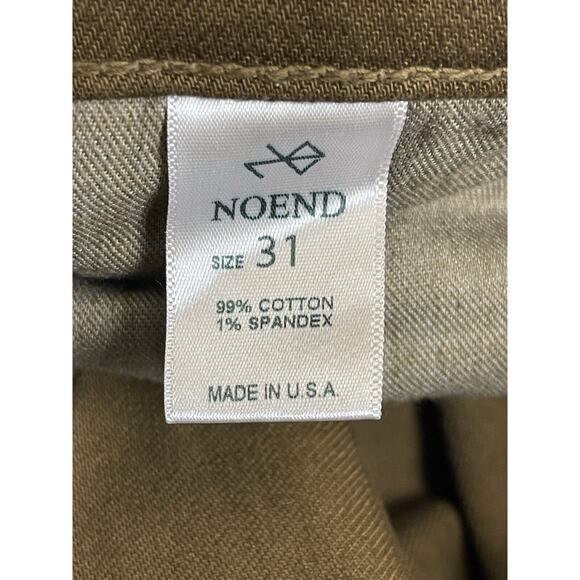 NOEND
SIZE 31
99% COTTON
1% SPANDEX
MADE IN U.S.A.